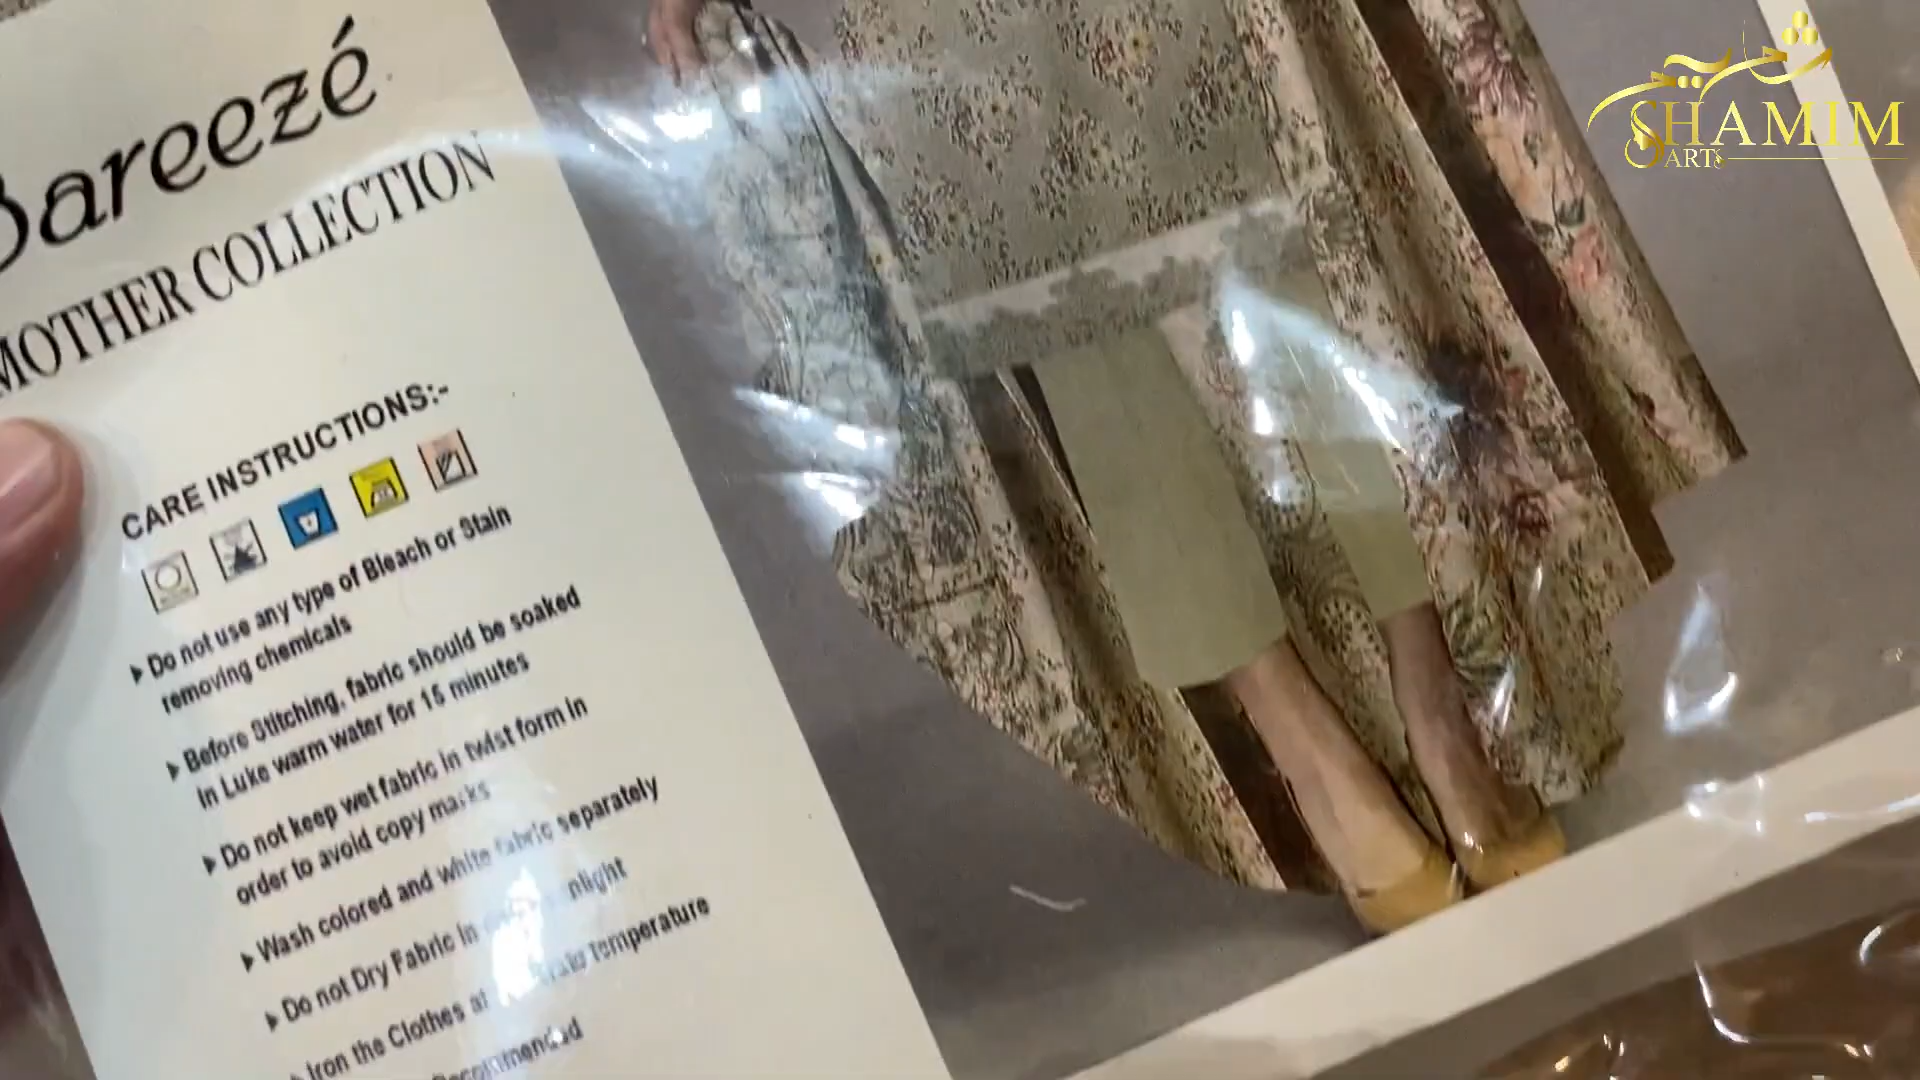 Bareezé
MOTHER COLLECTION
CARE INSTRUCTIONS:-
Do not use any type of Bleach or Stain
removing chemicals
Before Stitching, fabric should be soaked
in Luke warm water for 15 minutes
Do not keep wet fabric in twist form in
order to avoid copy marks
Wash colored and white fabric separately
Do not Dry Fabric in
Iron the Clothes at temperature
Recommended
SHAMIM
ARTS